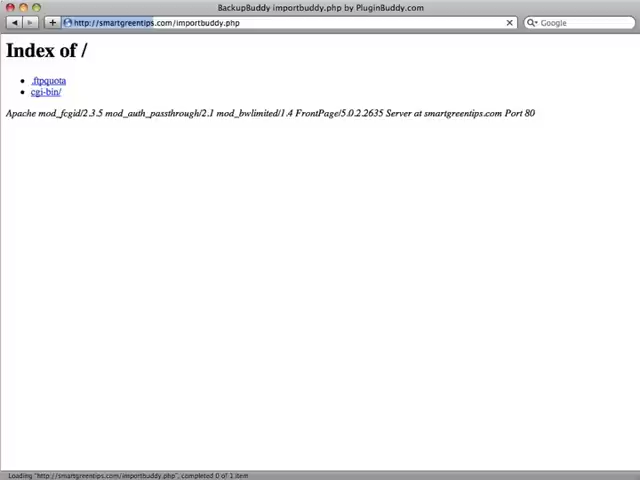 BackupBuddy importbuddy.php by PluginBuddy.com
http://smartgreentips.com/importbuddy.php
Google
Index of /
.ftpquota
cgi-bin/
Apache mod_fcgid/2.3.5 mod_auth_passthrough/2.1 mod_bwlimited/1.4 FrontPage/5.0.2.2635 Server at smartgreentips.com Port 80
Loading "http://smartgreentips.com/importbuddy.php", completed 0 of 1 item